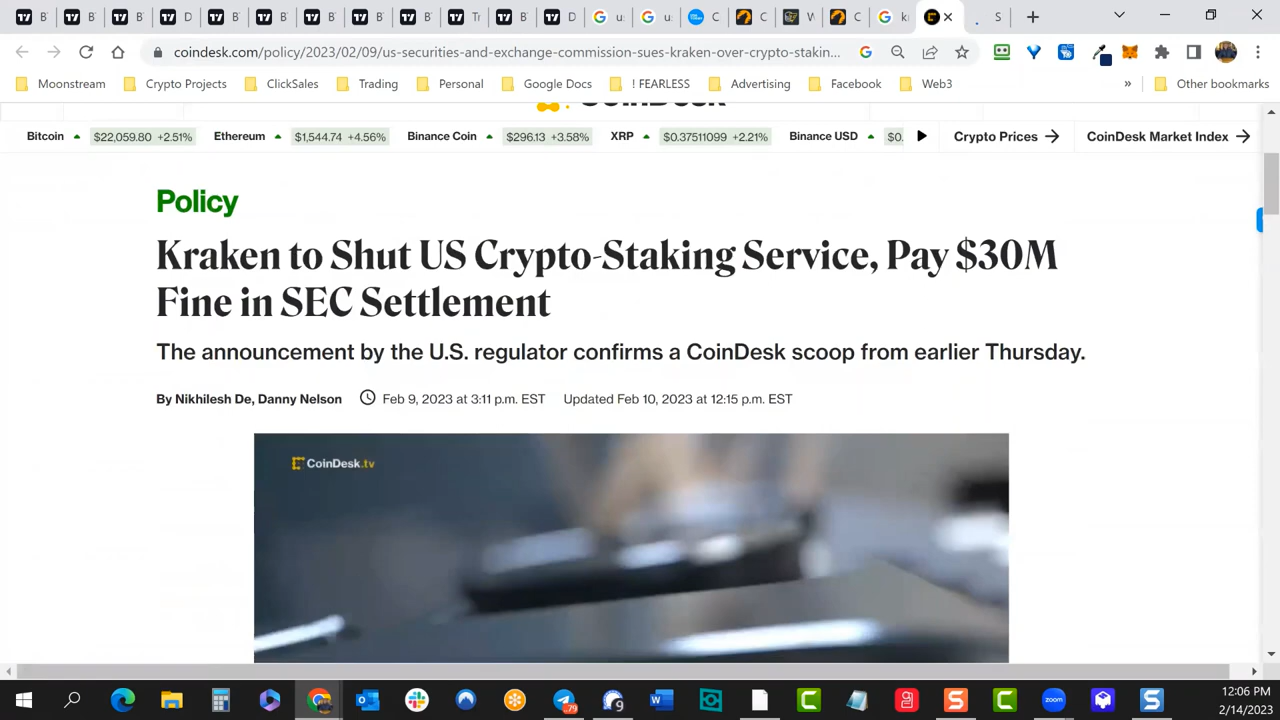 B
B
B
D
B
B
B
B
Tr
B
D
u
u
C
C
W
C
k
S
coindesk.com/policy/2023/02/09/us-securities-and-exchange-commission-sues-kraken-over-crypto-stakin...
Moonstream
Crypto Projects
ClickSales
Trading
Personal
Google Docs
! FEARLESS
Advertising
Facebook
Web3
»
Other bookmarks
Bitcoin $22,059.80 +2.51%
Ethereum $1,544.74 +4.56%
Binance Coin $296.13 +3.58%
XRP $0.37511099 +2.21%
Binance USD $0.
Crypto Prices
CoinDesk Market Index
Policy
Kraken to Shut US Crypto-Staking Service, Pay $30M
Fine in SEC Settlement
The announcement by the U.S. regulator confirms a CoinDesk scoop from earlier Thursday.
By Nikhilesh De, Danny Nelson Feb 9, 2023 at 3:11 p.m. EST Updated Feb 10, 2023 at 12:15 p.m. EST
CoinDesk.tv
79
9
12:06 PM
2/14/2023